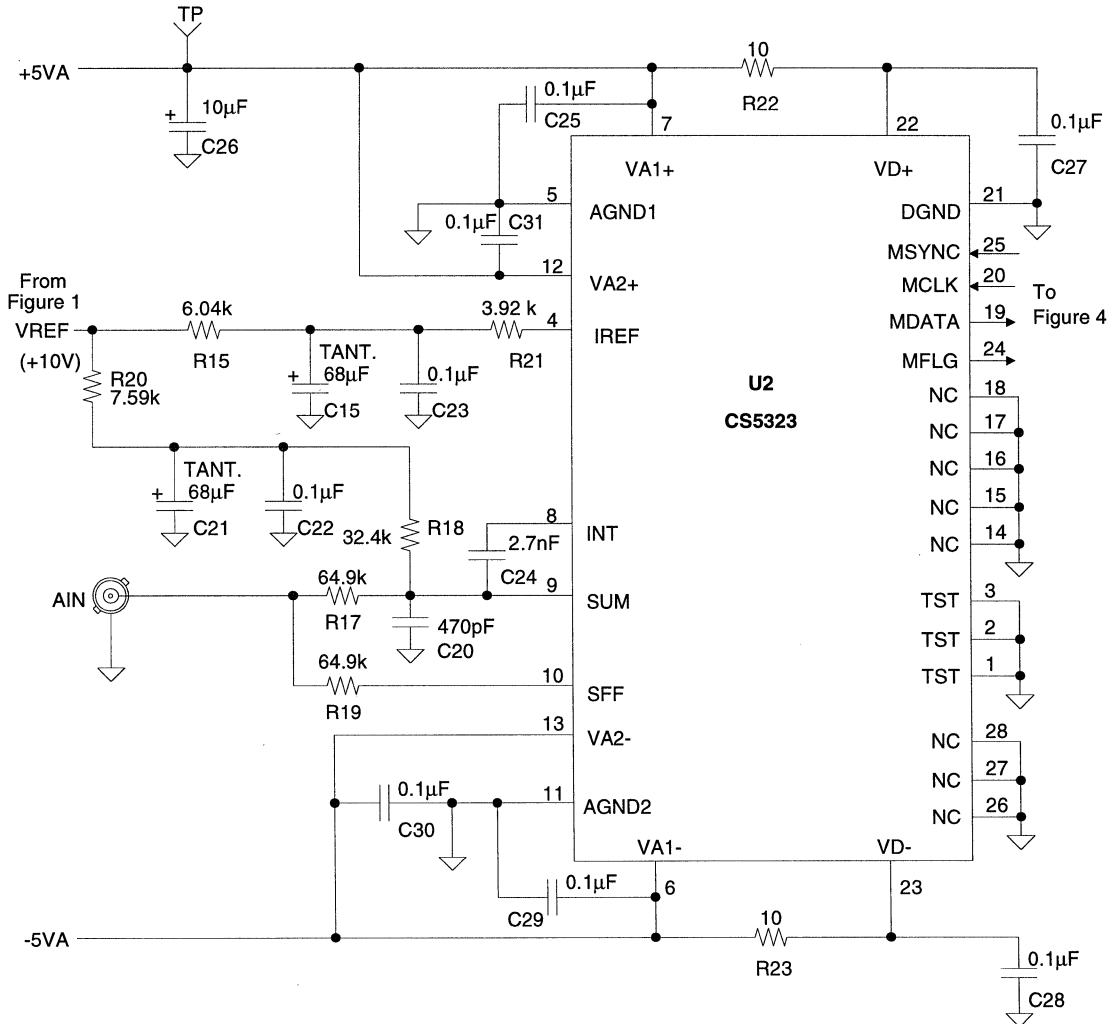 TP
+5VA
10
R22
+
10µF
C26
0.1µF
C25
7
22
0.1µF
C27
VA1+
VD+
5
AGND1
0.1µF
C31
21
DGND
12
VA2+
MSYNC
25
MCLK
20
MDATA
19
MFLG
24
To
Figure 4
From
Figure 1
VREF
(+10V)
6.04k
R15
3.92 k
R21
4
IREF
R20
7.59k
TANT.
+
68µF
C15
0.1µF
C23
U2
CS5323
NC
18
NC
17
NC
16
NC
15
NC
14
TANT.
+
68µF
C21
0.1µF
C22
32.4k
R18
8
INT
2.7nF
C24
AIN
64.9k
R17
9
SUM
470pF
C20
64.9k
R19
10
SFF
TST
3
TST
2
TST
1
13
VA2-
0.1µF
C30
11
AGND2
NC
28
NC
27
NC
26
VA1-
VD-
6
23
0.1µF
C29
-5VA
10
R23
0.1µF
C28